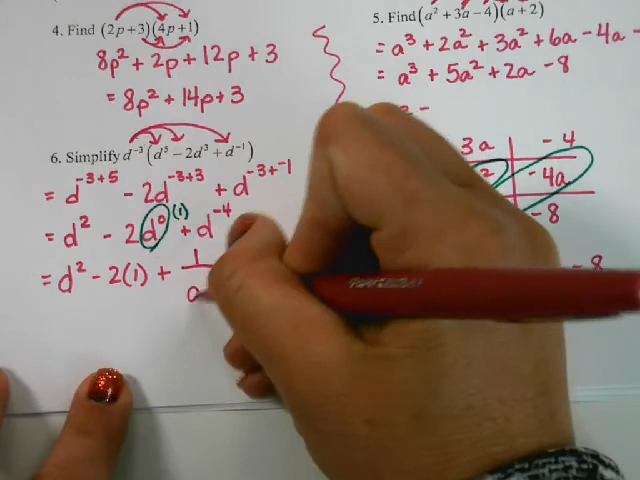 4. Find (2p+3)(4p+1)
8p² + 2p + 12p + 3
= 8p² + 14p + 3
5. Find (a² + 3a − 4)(a + 2)
= a³ + 2a² + 3a² + 6a − 4a −
= a³ + 5a² + 2a − 8
3a | −4
−4a
−8
− 8
6. Simplify d⁻³(d⁵ − 2d³ + d⁻¹)
= d⁻³⁺⁵ − 2d⁻³⁺³ + d⁻³⁺⁻¹
= d² − 2d⁰ (1) + d⁻⁴
= d² − 2(1) + 1